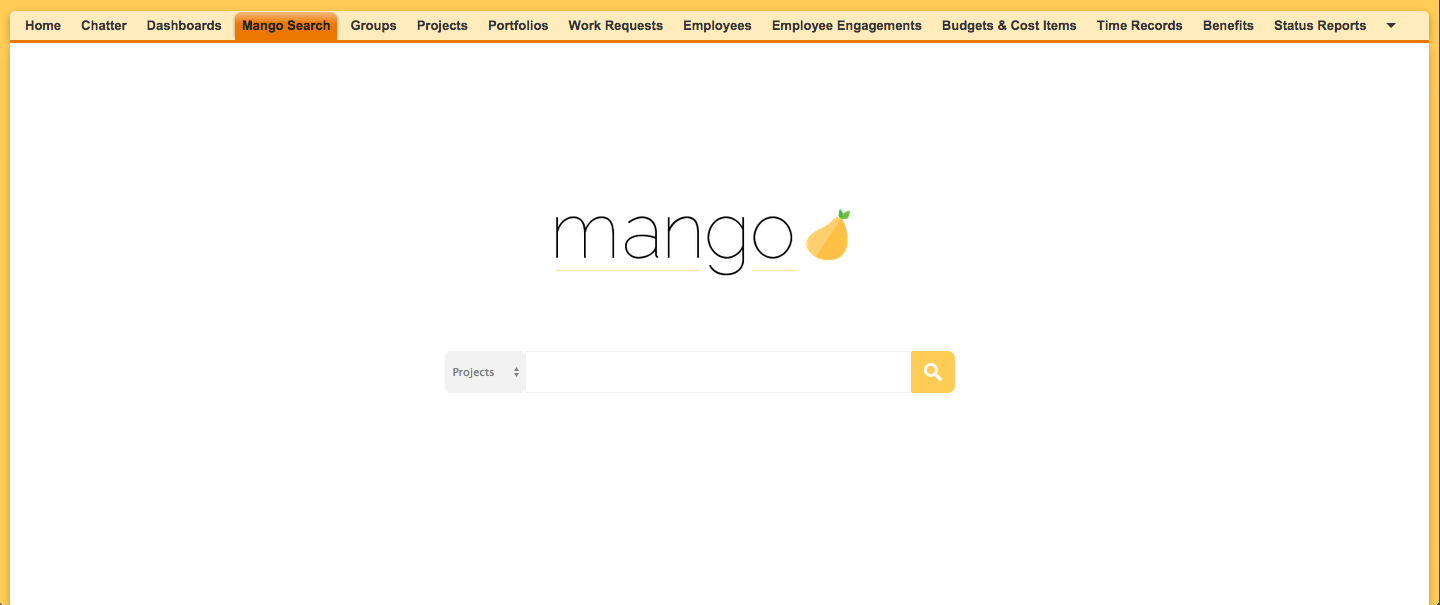 Home Chatter Dashboards Mango Search Groups Projects Portfolios Work Requests Employees Employee Engagements Budgets & Cost Items Time Records Benefits Status Reports
mango
Projects